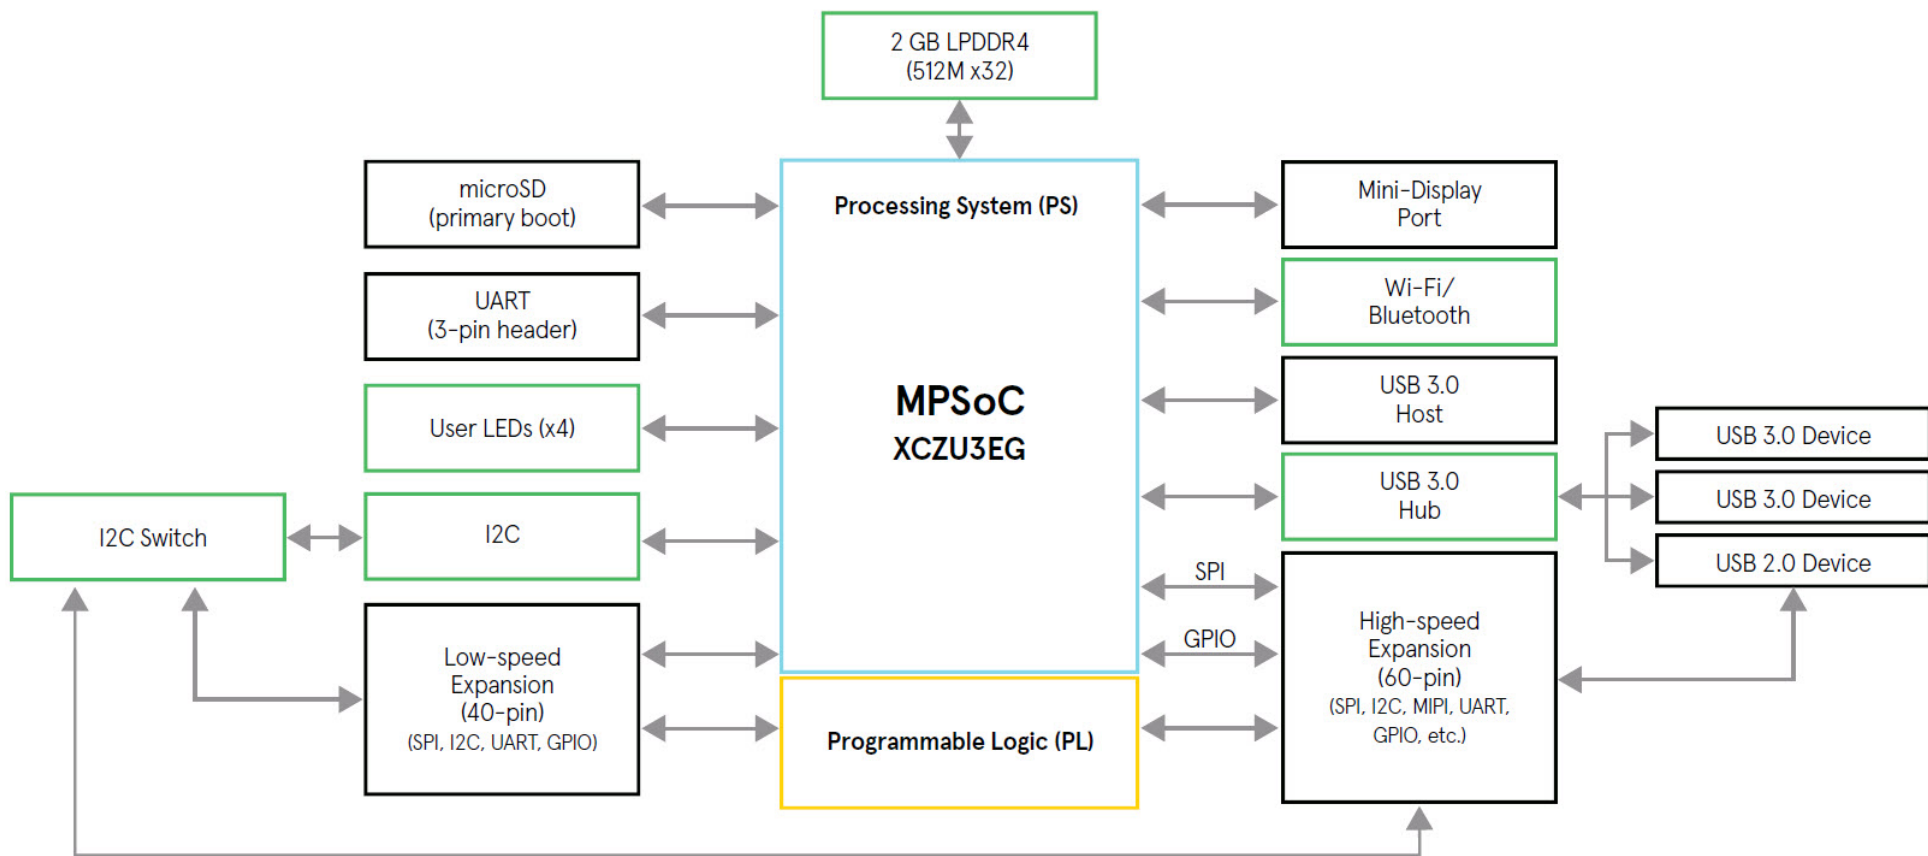 2 GB LPDDR4
(512M x32)
microSD
(primary boot)
Processing System (PS)
Mini-Display
Port
UART
(3-pin header)
Wi-Fi/
Bluetooth
User LEDs (x4)
MPSoC
XCZU3EG
USB 3.0
Host
USB 3.0
Hub
USB 3.0 Device
USB 3.0 Device
USB 2.0 Device
I2C Switch
I2C
SPI
GPIO
Low-speed
Expansion
(40-pin)
(SPI, I2C, UART, GPIO)
Programmable Logic (PL)
High-speed
Expansion
(60-pin)
(SPI, I2C, MIPI, UART,
GPIO, etc.)